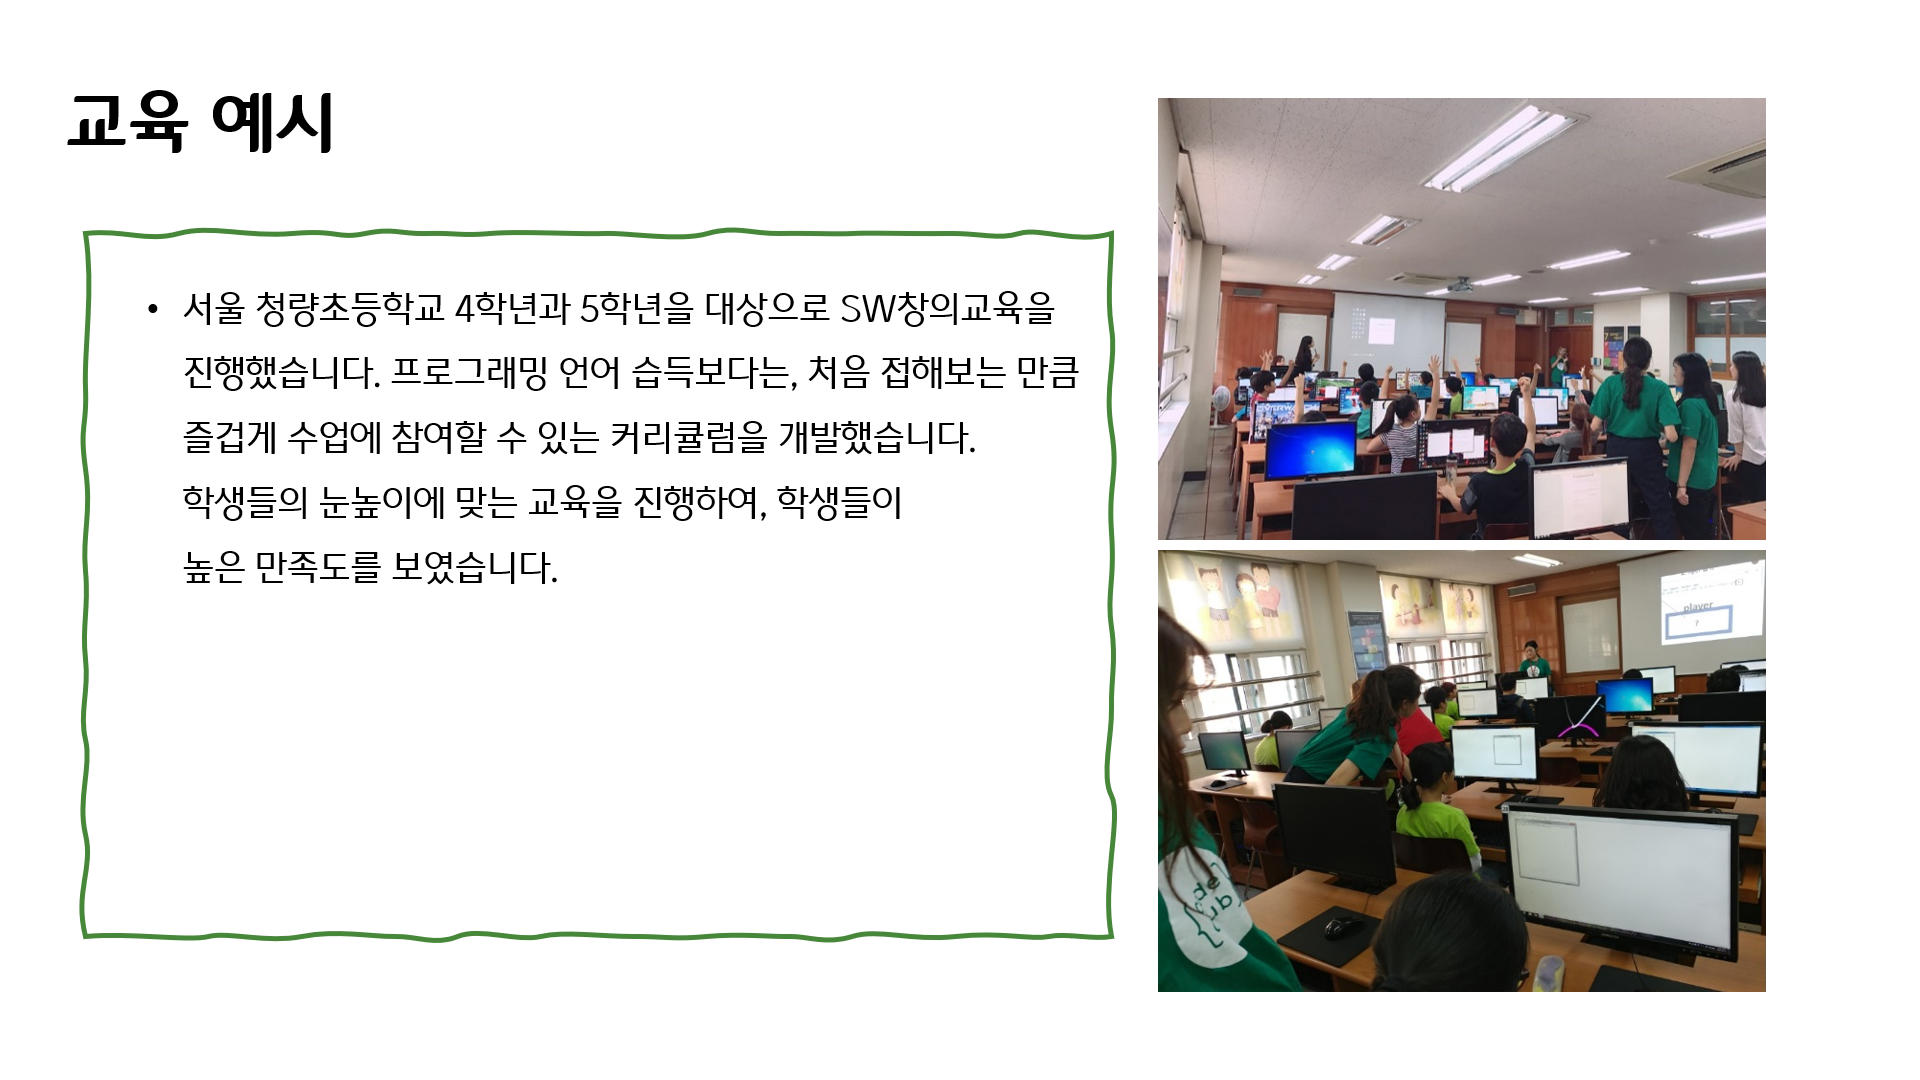 교육 예시
• 서울 청량초등학교 4학년과 5학년을 대상으로 SW창의교육을
진행했습니다. 프로그래밍 언어 습득보다는, 처음 접해보는 만큼
즐겁게 수업에 참여할 수 있는 커리큘럼을 개발했습니다.
학생들의 눈높이에 맞는 교육을 진행하여, 학생들이
높은 만족도를 보였습니다.
player
?